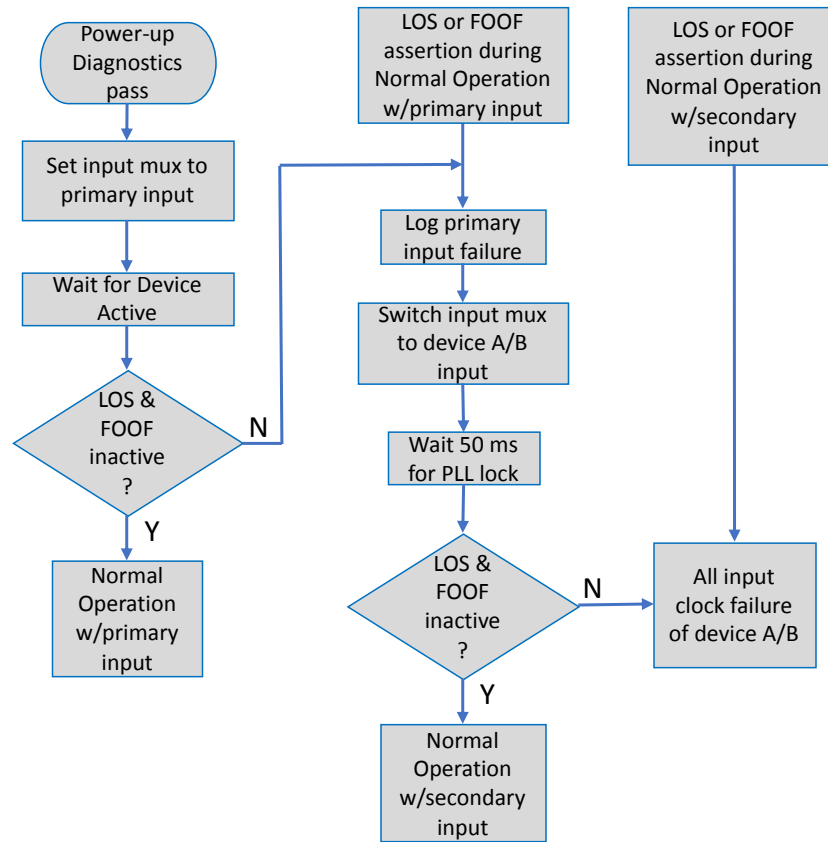 Power-up
Diagnostics
pass
Set input mux to
primary input
Wait for Device
Active
LOS &
FOOF
inactive
?
N
Y
Normal
Operation
w/primary
input
LOS or FOOF
assertion during
Normal Operation
w/primary input
Log primary
input failure
Switch input mux
to device A/B
input
Wait 50 ms
for PLL lock
LOS &
FOOF
inactive
?
N
Y
Normal
Operation
w/secondary
input
LOS or FOOF
assertion during
Normal Operation
w/secondary
input
All input
clock failure
of device A/B